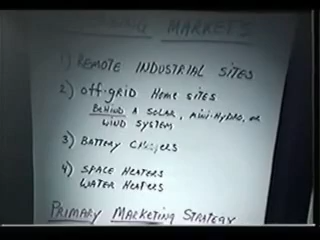 MARKETS
1) REMOTE INDUSTRIAL SITES
2) OFF-GRID HOME SITES
BEHIND A SOLAR, MINI-HYDRO, OR
WIND SYSTEM
3) BATTERY CHARGERS
4) SPACE HEATERS
WATER HEATERS
PRIMARY MARKETING STRATEGY